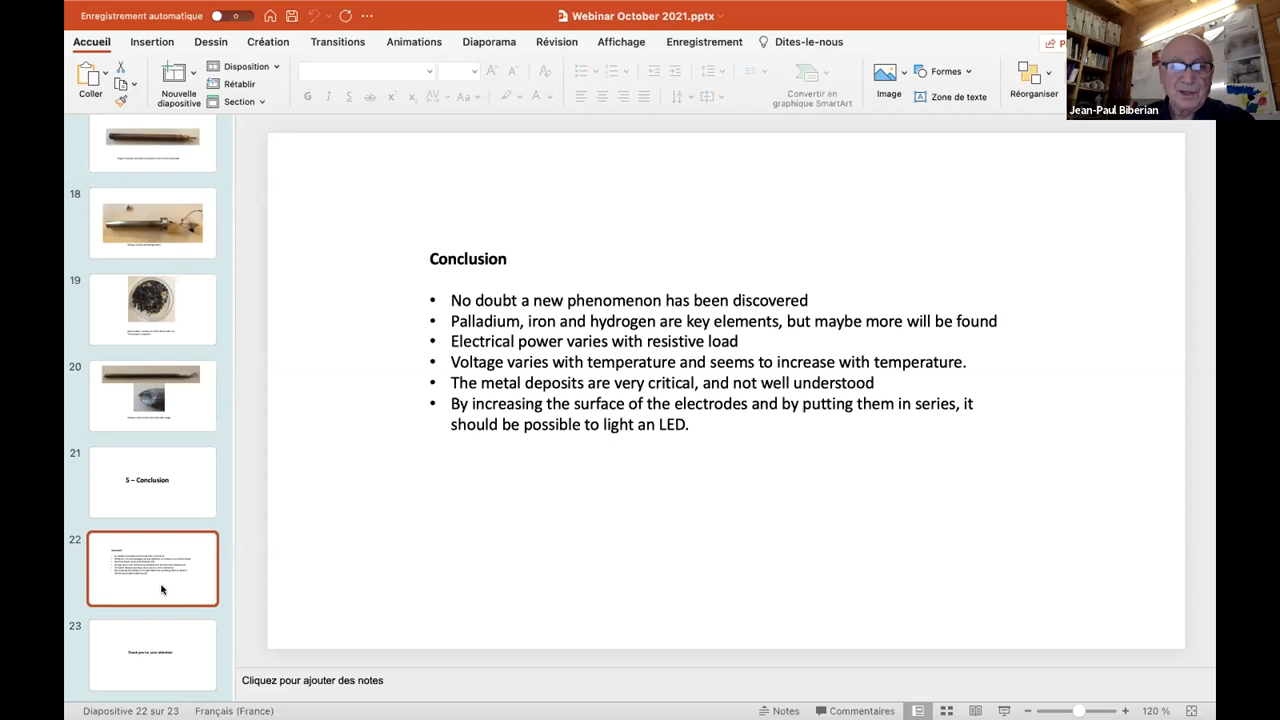 Enregistrement automatique
Webinar October 2021.pptx
Accueil Insertion Dessin Création Transitions Animations Diaporama Révision Affichage Enregistrement Dites-le-nous
Coller
Nouvelle
diapositive
Disposition
Rétablir
Section
G I S
Convertir en
graphique SmartArt
Image
Formes
Zone de texte
Réorganiser
Jean-Paul Biberian
18
19
20
21
5 – Conclusion
22
23
Thank you for your attention
Conclusion
• No doubt a new phenomenon has been discovered
• Palladium, iron and hydrogen are key elements, but maybe more will be found
• Electrical power varies with resistive load
• Voltage varies with temperature and seems to increase with temperature.
• The metal deposits are very critical, and not well understood
• By increasing the surface of the electrodes and by putting them in series, it
should be possible to light an LED.
Cliquez pour ajouter des notes
Diapositive 22 sur 23 Français (France) Notes Commentaires 120 %